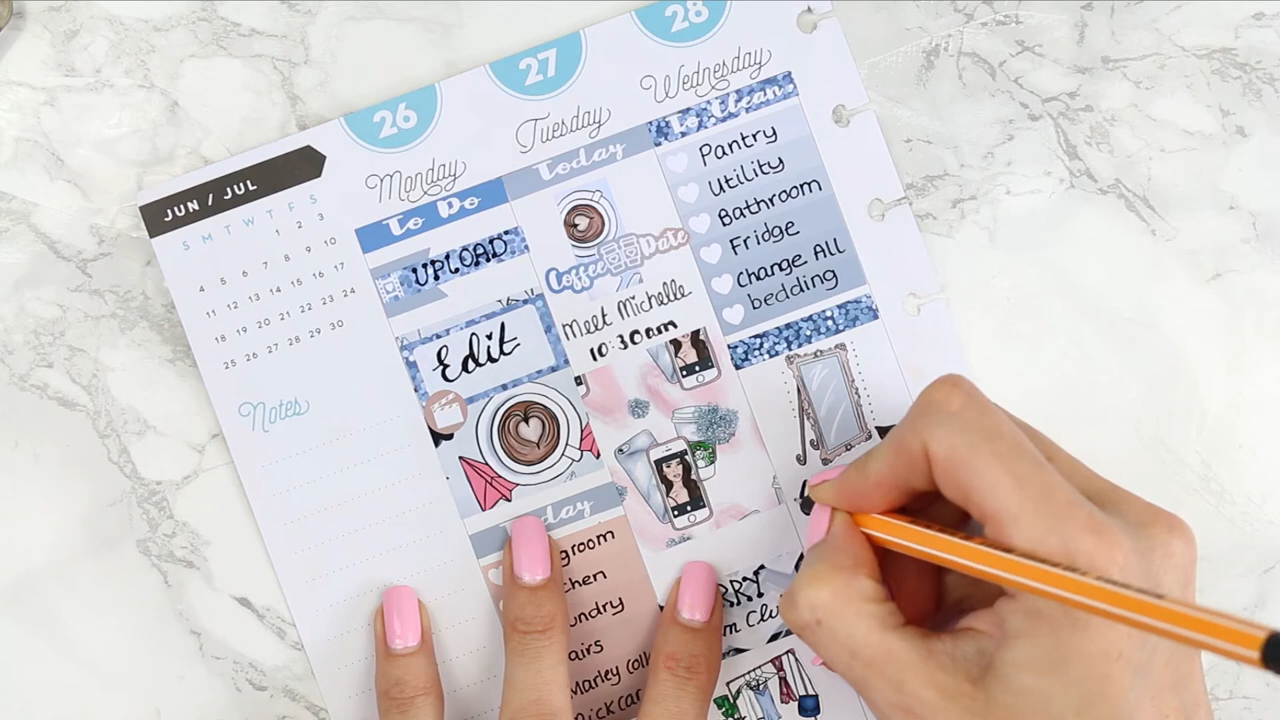 26
27
28
Monday
Tuesday
Wednesday
JUN / JUL
S M T W T F S
1 2 3
4 5 6 7 8 9 10
11 12 13 14 15 16 17
18 19 20 21 22 23 24
25 26 27 28 29 30
Notes
To Do
UPLOAD
Edit
Today
Coffee Date
Meet Michelle
10:30am
To Clean
Pantry
Utility
Bathroom
Fridge
Change All
bedding
Marley